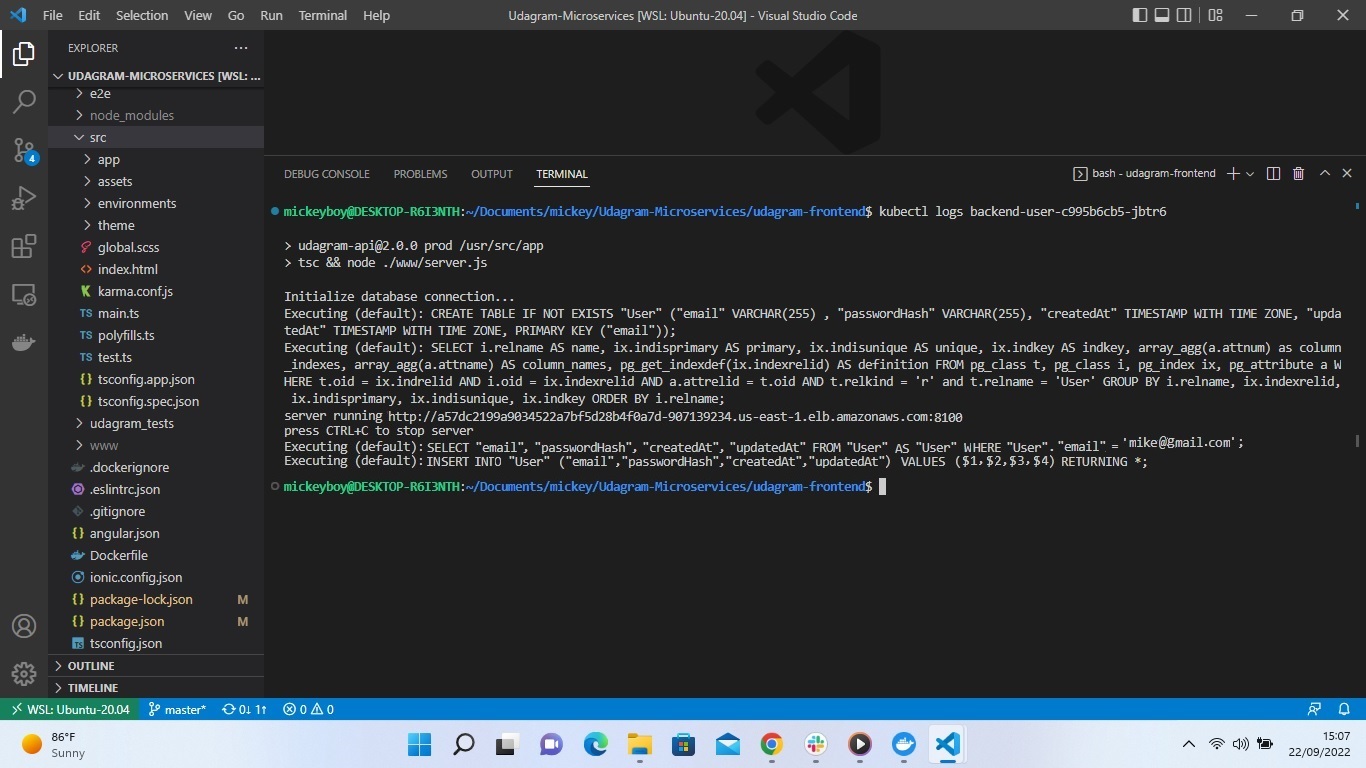 File Edit Selection View Go Run Terminal Help
Udagram-Microservices [WSL: Ubuntu-20.04] - Visual Studio Code
EXPLORER
UDAGRAM-MICROSERVICES [WSL: ...
e2e
node_modules
src
app
assets
environments
theme
global.scss
<> index.html
karma.conf.js
TS main.ts
TS polyfills.ts
TS test.ts
{} tsconfig.app.json
{} tsconfig.spec.json
udagram_tests
www
.dockerignore
.eslintrc.json
.gitignore
{} angular.json
Dockerfile
ionic.config.json
{} package-lock.json M
{} package.json M
TS tsconfig.json
OUTLINE
TIMELINE
4
DEBUG CONSOLE PROBLEMS OUTPUT TERMINAL
bash - udagram-frontend
mickeyboy@DESKTOP-R6I3NTH:~/Documents/mickey/Udagram-Microservices/udagram-frontend$ kubectl logs backend-user-c995b6cb5-jbtr6
> udagram-api@2.0.0 prod /usr/src/app
> tsc && node ./www/server.js
Initialize database connection...
Executing (default): CREATE TABLE IF NOT EXISTS "User" ("email" VARCHAR(255) , "passwordHash" VARCHAR(255), "createdAt" TIMESTAMP WITH TIME ZONE, "upda
tedAt" TIMESTAMP WITH TIME ZONE, PRIMARY KEY ("email"));
Executing (default): SELECT i.relname AS name, ix.indisprimary AS primary, ix.indisunique AS unique, ix.indkey AS indkey, array_agg(a.attnum) as column
_indexes, array_agg(a.attname) AS column_names, pg_get_indexdef(ix.indexrelid) AS definition FROM pg_class t, pg_class i, pg_index ix, pg_attribute a W
HERE t.oid = ix.indrelid AND i.oid = ix.indexrelid AND a.attrelid = t.oid AND t.relkind = 'r' and t.relname = 'User' GROUP BY i.relname, ix.indexrelid,
ix.indisprimary, ix.indisunique, ix.indkey ORDER BY i.relname;
server running http://a57dc2199a9034522a7bf5d28b4f0a7d-907139234.us-east-1.elb.amazonaws.com:8100
press CTRL+C to stop server
Executing (default): SELECT "email", "passwordHash", "createdAt", "updatedAt" FROM "User" AS "User" WHERE "User"."email" = 'mike@gmail.com';
Executing (default): INSERT INTO "User" ("email","passwordHash","createdAt","updatedAt") VALUES ($1,$2,$3,$4) RETURNING *;
mickeyboy@DESKTOP-R6I3NTH:~/Documents/mickey/Udagram-Microservices/udagram-frontend$
WSL: Ubuntu-20.04 master* 0↓ 1↑ 0 0
86°F
Sunny
15:07
22/09/2022